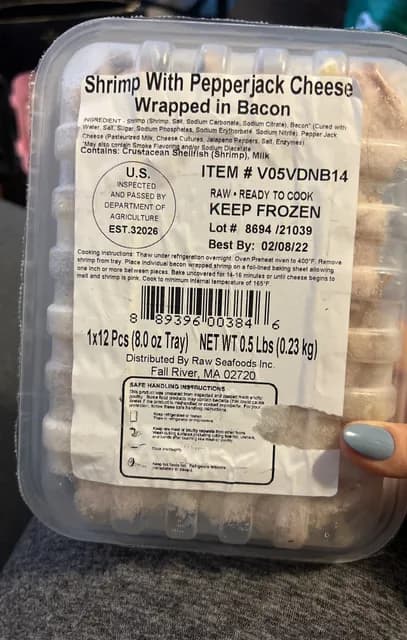 Shrimp With Pepperjack Cheese
Wrapped in Bacon
INGREDIENT - Shrimp (Shrimp, Salt, Sodium Carbonate, Sodium Citrate), Bacon* (Cured with
Water, Salt, Sugar, Sodium Phosphates, Sodium Erythorbate, Sodium Nitrite), Pepper Jack
Cheese (Pasteurized Milk, Cheese Cultures, Jalapeno Peppers, Salt, Enzymes)
*May also contain Smoke Flavoring and/or Sodium Diacetate
Contains: Crustacean Shellfish (Shrimp), Milk
U.S.
INSPECTED
AND PASSED BY
DEPARTMENT OF
AGRICULTURE
EST.32026
ITEM # V05VDNB14
RAW • READY TO COOK
KEEP FROZEN
Lot # 8694 /21039
Best By: 02/08/22
Cooking Instructions: Thaw under refrigeration overnight. Oven Preheat oven to 400°F. Remove
shrimp from tray. Place individual bacon wrapped shrimp on a foil-lined baking sheet allowing
one inch or more between pieces. Bake uncovered for 14-16 minutes or until cheese begins to
melt and shrimp is pink. Cook to minimum internal temperature of 165°F
8 89396 00384 6
1x12 Pcs (8.0 oz Tray) NET WT 0.5 Lbs (0.23 kg)
Distributed By Raw Seafoods Inc.
Fall River, MA 02720
SAFE HANDLING INSTRUCTIONS